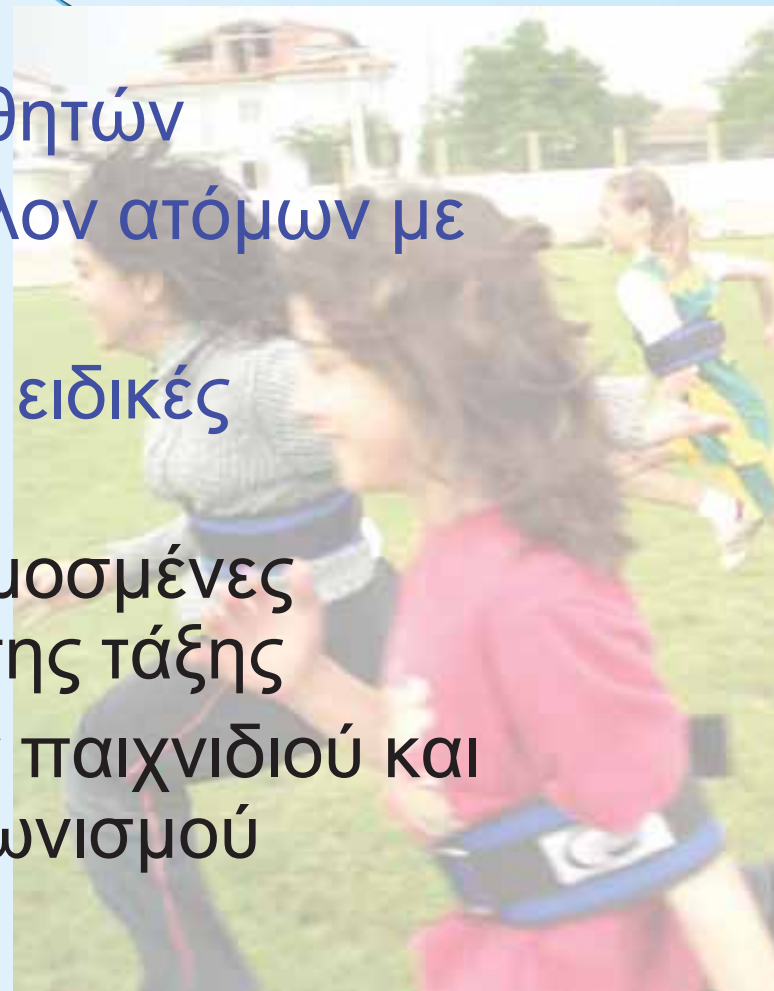 θητών
λον ατόμων με
ειδικές
μοσμένες
της τάξης
παιχνιδιού και
ωνισμού